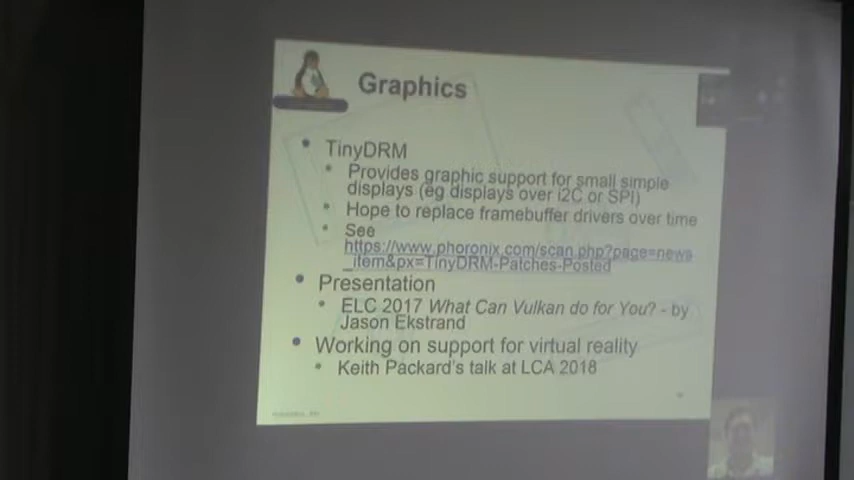 Graphics
TinyDRM
Provides graphic support for small simple
displays (eg displays over i2C or SPI)
Hope to replace framebuffer drivers over time
See
https://www.phoronix.com/scan.php?page=news
_item&px=TinyDRM-Patches-Posted
Presentation
ELC 2017 What Can Vulkan do for You? - by
Jason Ekstrand
Working on support for virtual reality
Keith Packard's talk at LCA 2018